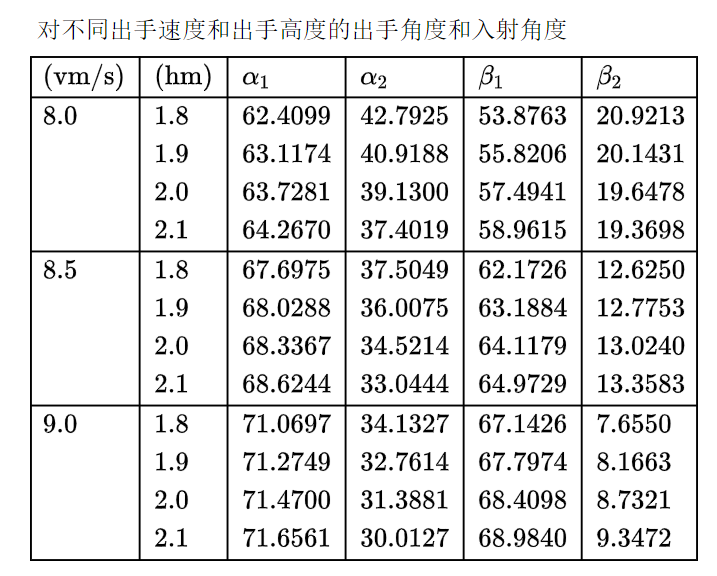 对不同出手速度和出手高度的出手角度和入射角度
(vm/s) (hm) α₁ α₂ β₁ β₂
8.0 1.8 62.4099 42.7925 53.8763 20.9213
1.9 63.1174 40.9188 55.8206 20.1431
2.0 63.7281 39.1300 57.4941 19.6478
2.1 64.2670 37.4019 58.9615 19.3698
8.5 1.8 67.6975 37.5049 62.1726 12.6250
1.9 68.0288 36.0075 63.1884 12.7753
2.0 68.3367 34.5214 64.1179 13.0240
2.1 68.6244 33.0444 64.9729 13.3583
9.0 1.8 71.0697 34.1327 67.1426 7.6550
1.9 71.2749 32.7614 67.7974 8.1663
2.0 71.4700 31.3881 68.4098 8.7321
2.1 71.6561 30.0127 68.9840 9.3472